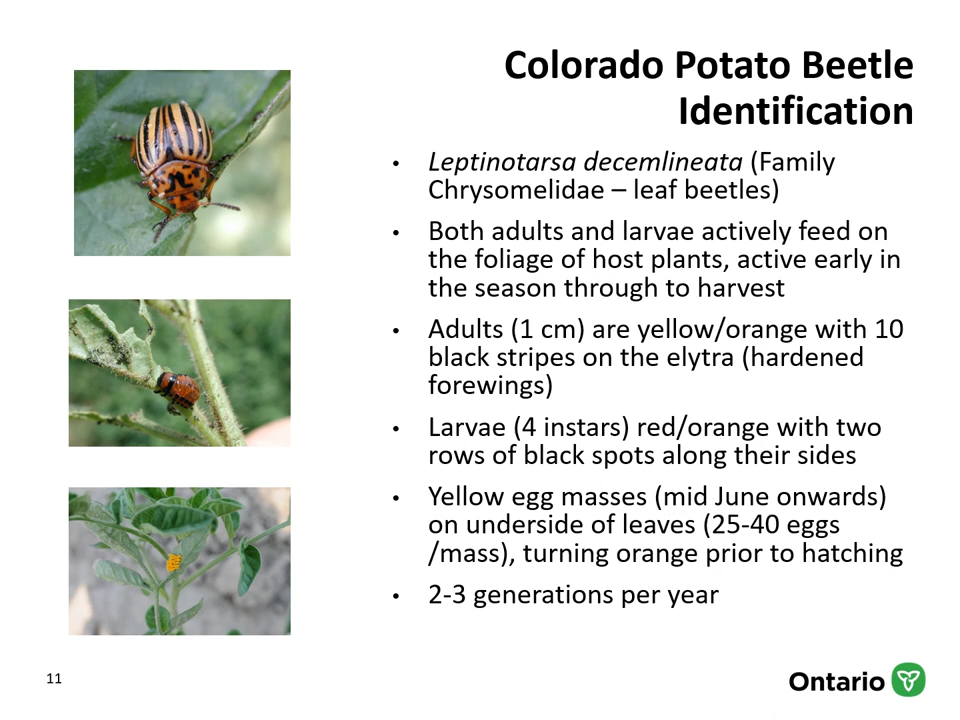 Colorado Potato Beetle
Identification
• Leptinotarsa decemlineata (Family
Chrysomelidae – leaf beetles)
• Both adults and larvae actively feed on
the foliage of host plants, active early in
the season through to harvest
• Adults (1 cm) are yellow/orange with 10
black stripes on the elytra (hardened
forewings)
• Larvae (4 instars) red/orange with two
rows of black spots along their sides
• Yellow egg masses (mid June onwards)
on underside of leaves (25-40 eggs
/mass), turning orange prior to hatching
• 2-3 generations per year
11
Ontario